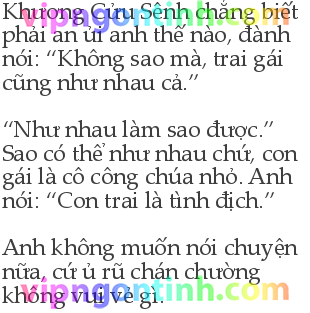 Khương Cửu Sênh chẳng biết
phải an ủi anh thế nào, đành
nói: “Không sao mà, trai gái
cũng như nhau cả.”
“Như nhau làm sao được.”
Sao có thể như nhau chứ, con
gái là cô công chúa nhỏ. Anh
nói: “Con trai là tình địch.”
Anh không muốn nói chuyện
nữa, cứ ủ rũ chán chường
không vui vẻ gì.
vipngontinh.com
vipngontinh.com